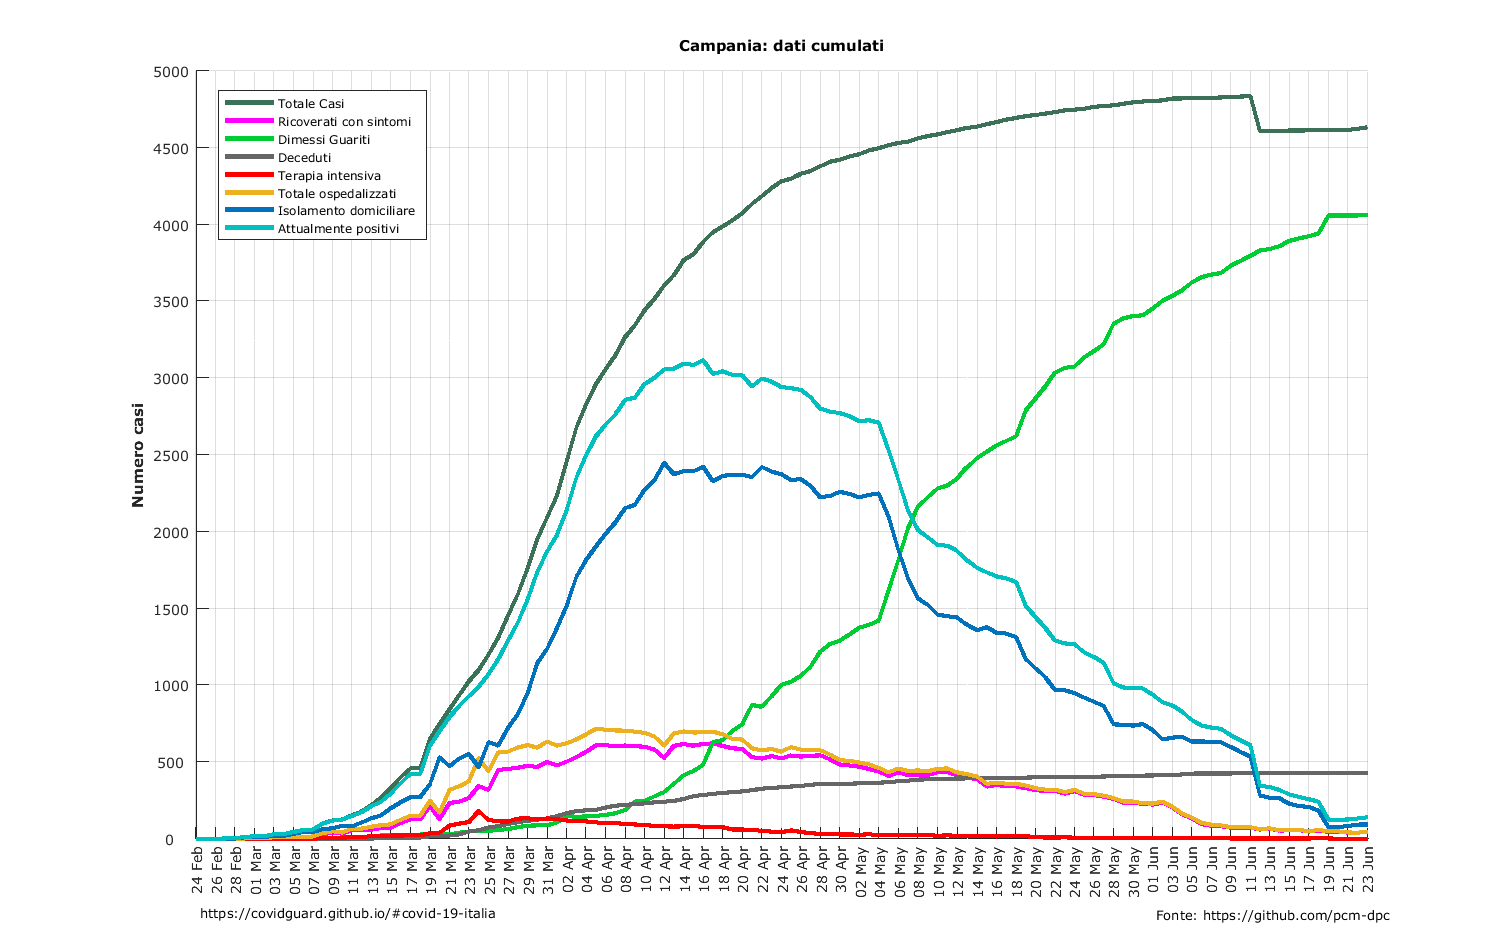 Campania: dati cumulati
5000
4500
4000
3500
3000
2500
2000
1500
1000
500
0
Numero casi
Totale Casi
Ricoverati con sintomi
Dimessi Guariti
Deceduti
Terapia intensiva
Totale ospedalizzati
Isolamento domiciliare
Attualmente positivi
24 Feb
26 Feb
28 Feb
01 Mar
03 Mar
05 Mar
07 Mar
09 Mar
11 Mar
13 Mar
15 Mar
17 Mar
19 Mar
21 Mar
23 Mar
25 Mar
27 Mar
29 Mar
31 Mar
02 Apr
04 Apr
06 Apr
08 Apr
10 Apr
12 Apr
14 Apr
16 Apr
18 Apr
20 Apr
22 Apr
24 Apr
26 Apr
28 Apr
30 Apr
02 May
04 May
06 May
08 May
10 May
12 May
14 May
16 May
18 May
20 May
22 May
24 May
26 May
28 May
30 May
01 Jun
03 Jun
05 Jun
07 Jun
09 Jun
11 Jun
13 Jun
15 Jun
17 Jun
19 Jun
21 Jun
23 Jun
https://covidguard.github.io/#covid-19-italia
Fonte: https://github.com/pcm-dpc